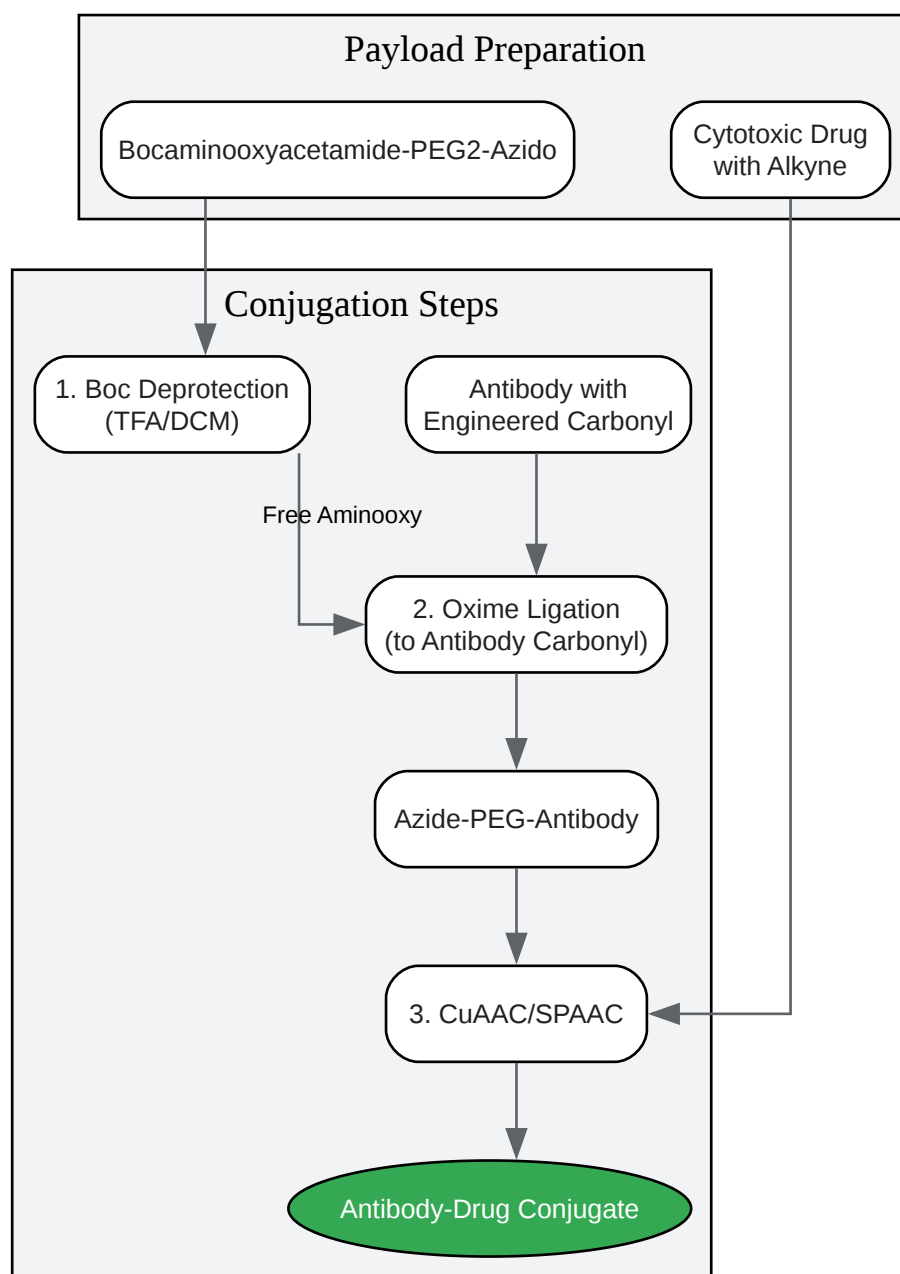 Payload Preparation
Bocaminooxyacetamide-PEG2-Azido
Cytotoxic Drug
with Alkyne
Conjugation Steps
1. Boc Deprotection
(TFA/DCM)
Antibody with
Engineered Carbonyl
Free Aminooxy
2. Oxime Ligation
(to Antibody Carbonyl)
Azide-PEG-Antibody
3. CuAAC/SPAAC
Antibody-Drug Conjugate